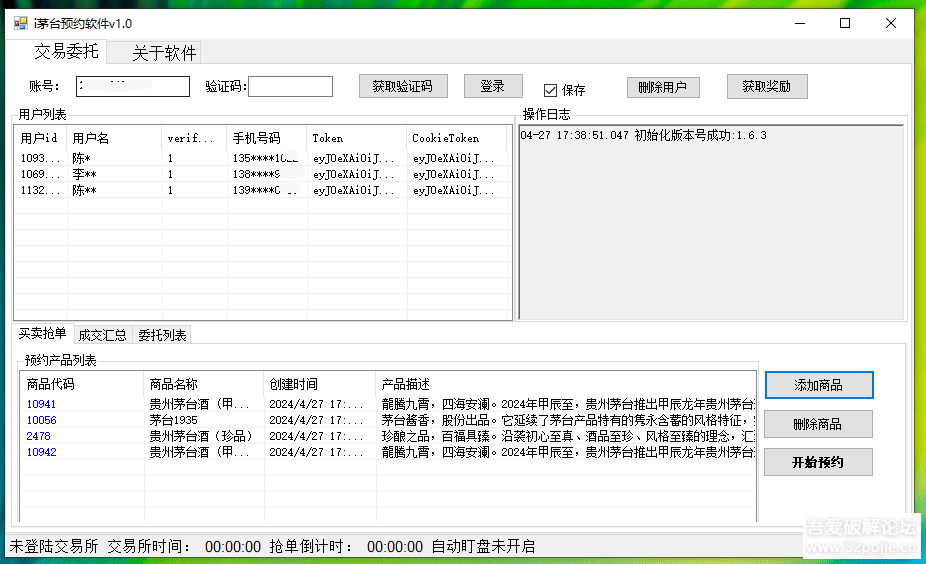 i茅台预约软件v1.0
交易委托 关于软件
账号： 验证码: 获取验证码 登录 保存 删除用户 获取奖励
用户列表 操作日志
用户id 用户名 verif... 手机号码 Token CookieToken
04-27 17:38:51.047 初始化版本号成功:1.6.3
1093... 陈* 1 135****10 eyJ0eXAiOiJ... eyJ0eXAiOiJ...
1069... 李** 1 138****9 eyJ0eXAiOiJ... eyJ0eXAiOiJ...
1132... 陈** 1 139****0 eyJ0eXAiOiJ... eyJ0eXAiOiJ...
买卖抢单 成交汇总 委托列表
预约产品列表
商品代码 商品名称 创建时间 产品描述
10941 贵州茅台酒（甲... 2024/4/27 17:... 龍騰九霄，四海安澜。2024年甲辰至，贵州茅台推出甲辰龙年贵州茅台
10056 茅台1935 2024/4/27 17:... 茅台酱香，股份出品。它延续了茅台产品特有的隽永含蓄的风格特征，
2478 贵州茅台酒（珍品） 2024/4/27 17:... 珍酿之品，百福具臻。沿袭初心至真、酒品至珍、风格至臻的理念，汇
10942 贵州茅台酒（甲... 2024/4/27 17:... 龍騰九霄，四海安澜。2024年甲辰至，贵州茅台推出甲辰龙年贵州茅台
添加商品
删除商品
开始预约
未登陆交易所 交易所时间： 00:00:00 抢单倒计时： 00:00:00 自动盯盘未开启
吾爱破解论坛
www.52pojie.cn